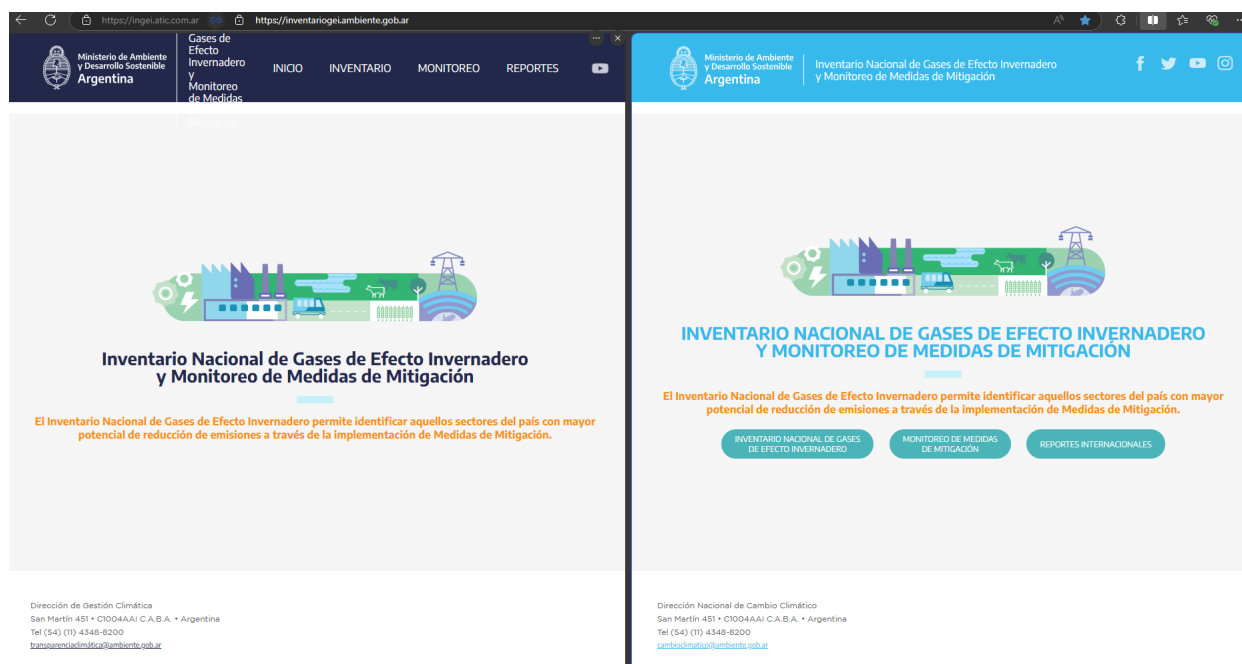 https://ingei.atic.com.ar
https://inventariogei.ambiente.gob.ar
Ministerio de Ambiente
y Desarrollo Sostenible
Argentina
Gases de
Efecto
Invernadero
y
Monitoreo
de Medidas
de
Mitigación
INICIO
INVENTARIO
MONITOREO
REPORTES
Inventario Nacional de Gases de Efecto Invernadero
y Monitoreo de Medidas de Mitigación
El Inventario Nacional de Gases de Efecto Invernadero permite identificar aquellos sectores del país con mayor
potencial de reducción de emisiones a través de la implementación de Medidas de Mitigación.
Dirección de Gestión Climática
San Martín 451 • C1004AAI C.A.B.A. • Argentina
Tel (54) (11) 4348-8200
transparenciaclimática@ambiente.gob.ar
Ministerio de Ambiente
y Desarrollo Sostenible
Argentina
Inventario Nacional de Gases de Efecto Invernadero
y Monitoreo de Medidas de Mitigación
INVENTARIO NACIONAL DE GASES DE EFECTO INVERNADERO
Y MONITOREO DE MEDIDAS DE MITIGACIÓN
El Inventario Nacional de Gases de Efecto Invernadero permite identificar aquellos sectores del país con mayor
potencial de reducción de emisiones a través de la implementación de Medidas de Mitigación.
INVENTARIO NACIONAL DE GASES
DE EFECTO INVERNADERO
MONITOREO DE MEDIDAS
DE MITIGACIÓN
REPORTES INTERNACIONALES
Dirección Nacional de Cambio Climático
San Martín 451 • C1004AAI C.A.B.A. • Argentina
Tel (54) (11) 4348-8200
cambioclimatico@ambiente.gob.ar